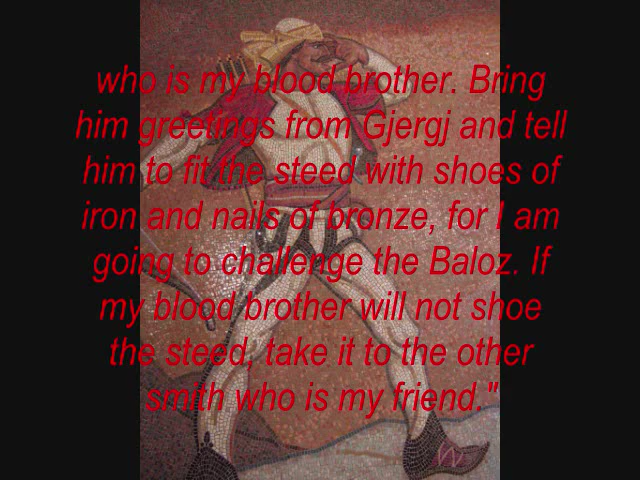 who is my blood brother. Bring
him greetings from Gjergj and tell
him to fit the steed with shoes of
iron and nails of bronze, for I am
going to challenge the Baloz. If
my blood brother will not shoe
the steed, take it to the other
smith who is my friend."